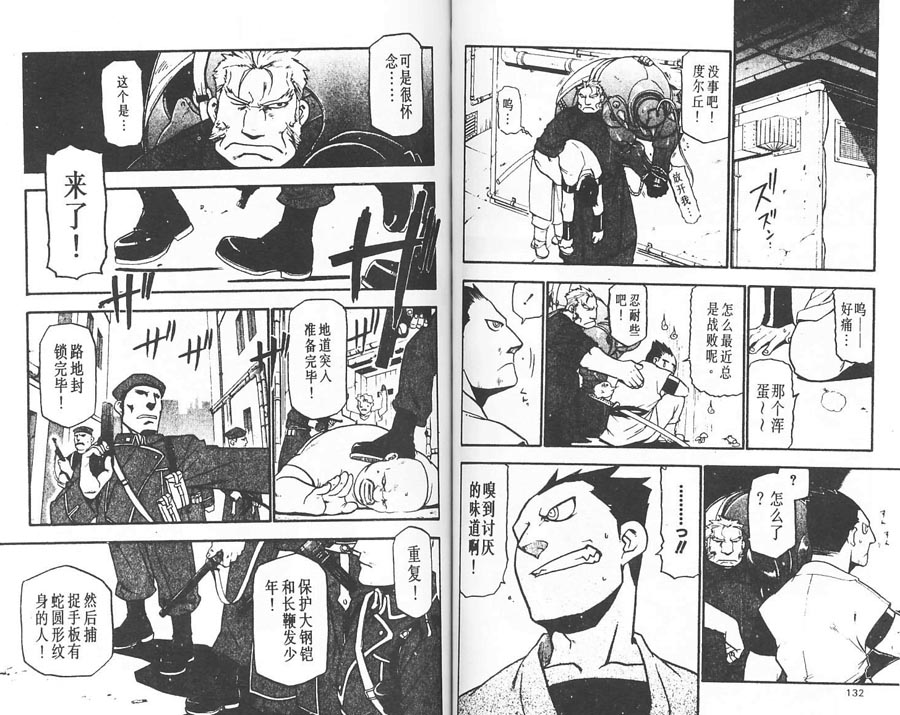 没事吧！
度尔丘！
呜…
放开我…
ズズン…
呜——
好痛…
那个浑
蛋～
怎么最近总
是战败呢。
忍耐些
吧！
…！
？
怎么了
？
………っ!!
嗅到讨厌
的味道啊！
132
可是很怀
念……
这个是…
来了！
地道突入
准备完毕！
路地封
锁完毕！
重复！
保护大钢铠
和长鞭发少
年！
然后捕
捉手板有
蛇圆形纹
身的人！